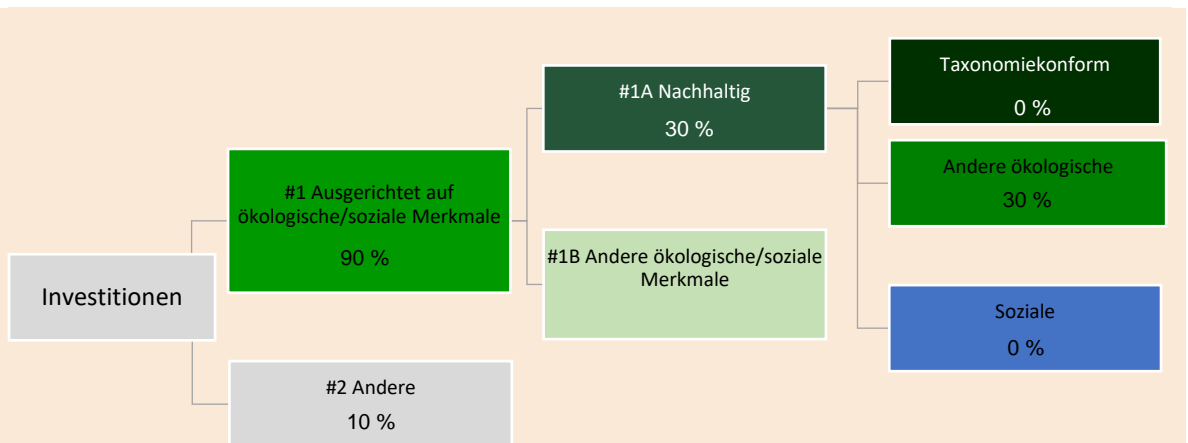 Investitionen
#1 Ausgerichtet auf
ökologische/soziale Merkmale
90 %
#2 Andere
10 %
#1A Nachhaltig
30 %
#1B Andere ökologische/soziale
Merkmale
Taxonomiekonform
0 %
Andere ökologische
30 %
Soziale
0 %